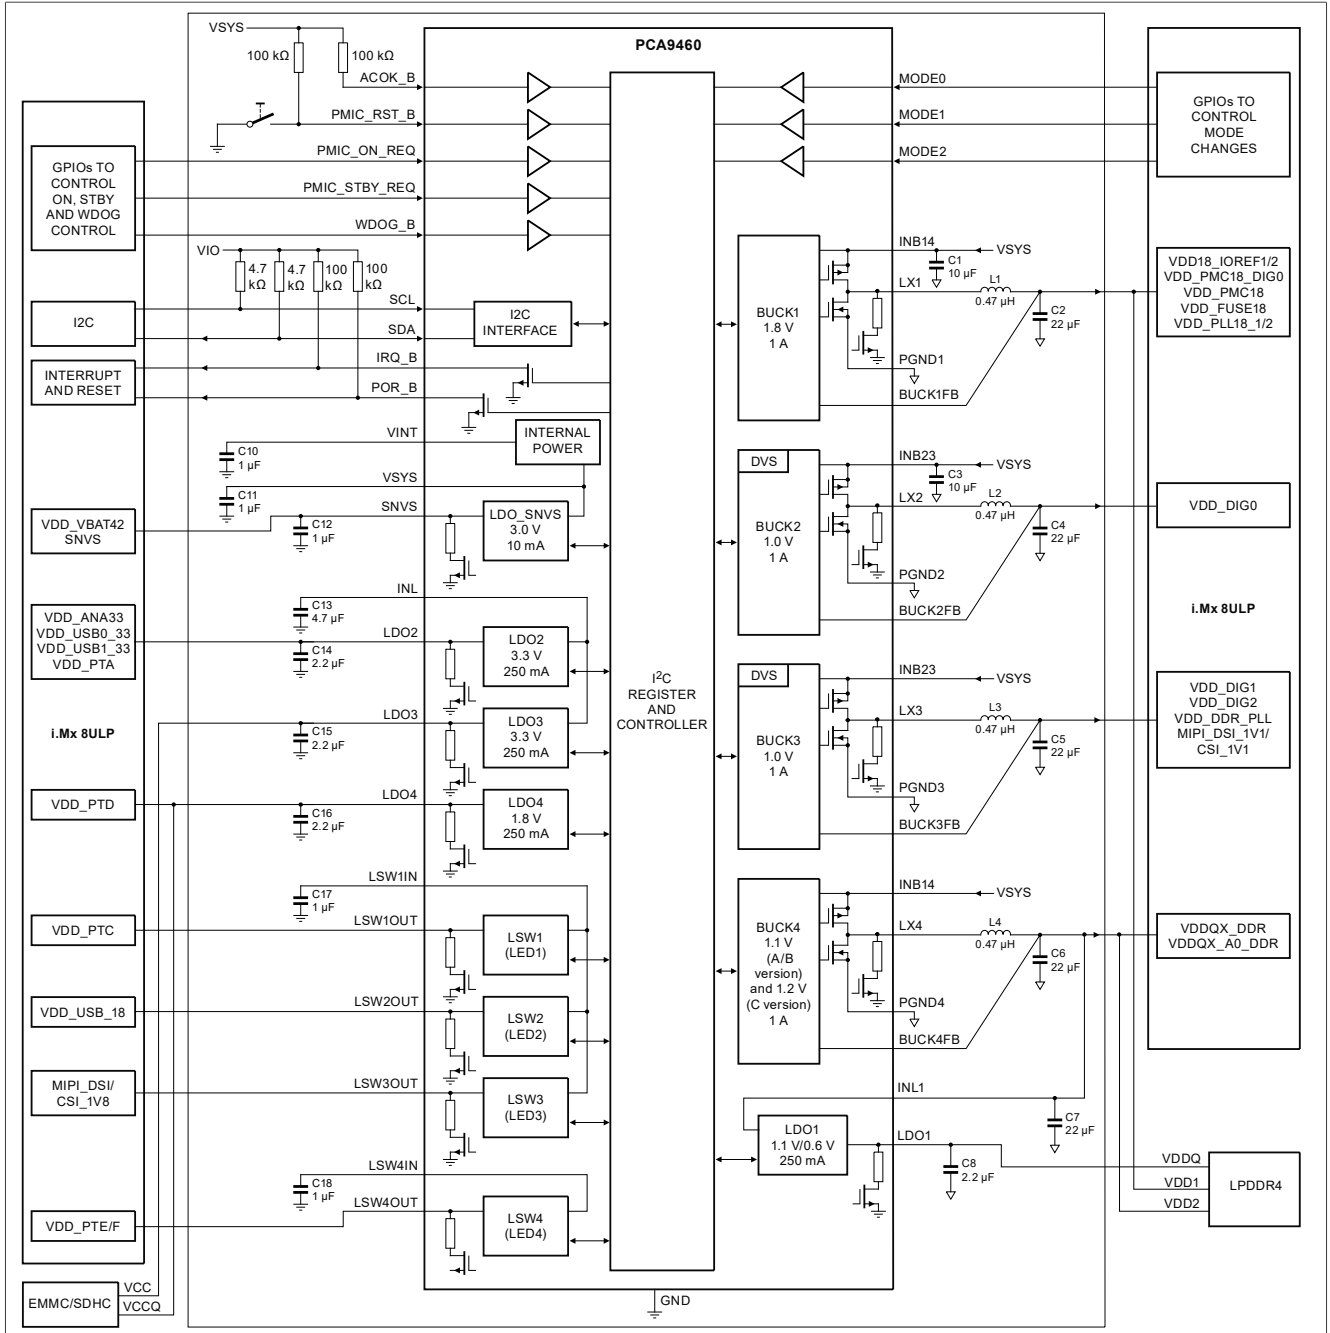 VSYS
100 kΩ
100 kΩ
ACOK_B
PMIC_RST_B
PMIC_ON_REQ
PMIC_STBY_REQ
WDOG_B
GPIOs TO
CONTROL
ON, STBY
AND WDOG
CONTROL
VIO
4.7
kΩ
4.7
kΩ
100
kΩ
100
kΩ
I2C
SCL
SDA
INTERRUPT
AND RESET
IRQ_B
POR_B
VINT
C10
1 µF
VSYS
C11
1 µF
VDD_VBAT42
SNVS
SNVS
C12
1 µF
INL
C13
4.7 µF
VDD_ANA33
VDD_USB0_33
VDD_USB1_33
VDD_PTA
LDO2
C14
2.2 µF
i.Mx 8ULP
LDO3
C15
2.2 µF
VDD_PTD
LDO4
C16
2.2 µF
LSW1IN
C17
1 µF
VDD_PTC
LSW1OUT
VDD_USB_18
LSW2OUT
MIPI_DSI/
CSI_1V8
LSW3OUT
LSW4IN
C18
1 µF
LSW4OUT
VDD_PTE/F
EMMC/SDHC
VCC
VCCQ
PCA9460
I2C
INTERFACE
INTERNAL
POWER
LDO_SNVS
3.0 V
10 mA
LDO2
3.3 V
250 mA
LDO3
3.3 V
250 mA
LDO4
1.8 V
250 mA
LSW1
(LED1)
LSW2
(LED2)
LSW3
(LED3)
LSW4
(LED4)
I²C
REGISTER
AND
CONTROLLER
GND
MODE0
MODE1
MODE2
GPIOs TO
CONTROL
MODE
CHANGES
BUCK1
1.8 V
1 A
INB14
VSYS
C1
10 µF
LX1
L1
0.47 µH
C2
22 µF
PGND1
BUCK1FB
VDD18_IOREF1/2
VDD_PMC18_DIG0
VDD_PMC18
VDD_FUSE18
VDD_PLL18_1/2
DVS
BUCK2
1.0 V
1 A
INB23
VSYS
C3
10 µF
LX2
L2
0.47 µH
C4
22 µF
PGND2
BUCK2FB
VDD_DIG0
i.Mx 8ULP
DVS
BUCK3
1.0 V
1 A
INB23
VSYS
LX3
L3
0.47 µH
C5
22 µF
PGND3
BUCK3FB
VDD_DIG1
VDD_DIG2
VDD_DDR_PLL
MIPI_DSI_1V1/
CSI_1V1
BUCK4
1.1 V
(A/B
version)
and 1.2 V
(C version)
1 A
INB14
VSYS
LX4
L4
0.47 µH
C6
22 µF
PGND4
BUCK4FB
VDDQX_DDR
VDDQX_A0_DDR
INL1
C7
22 µF
LDO1
1.1 V/0.6 V
250 mA
LDO1
C8
2.2 µF
VDDQ
VDD1
VDD2
LPDDR4